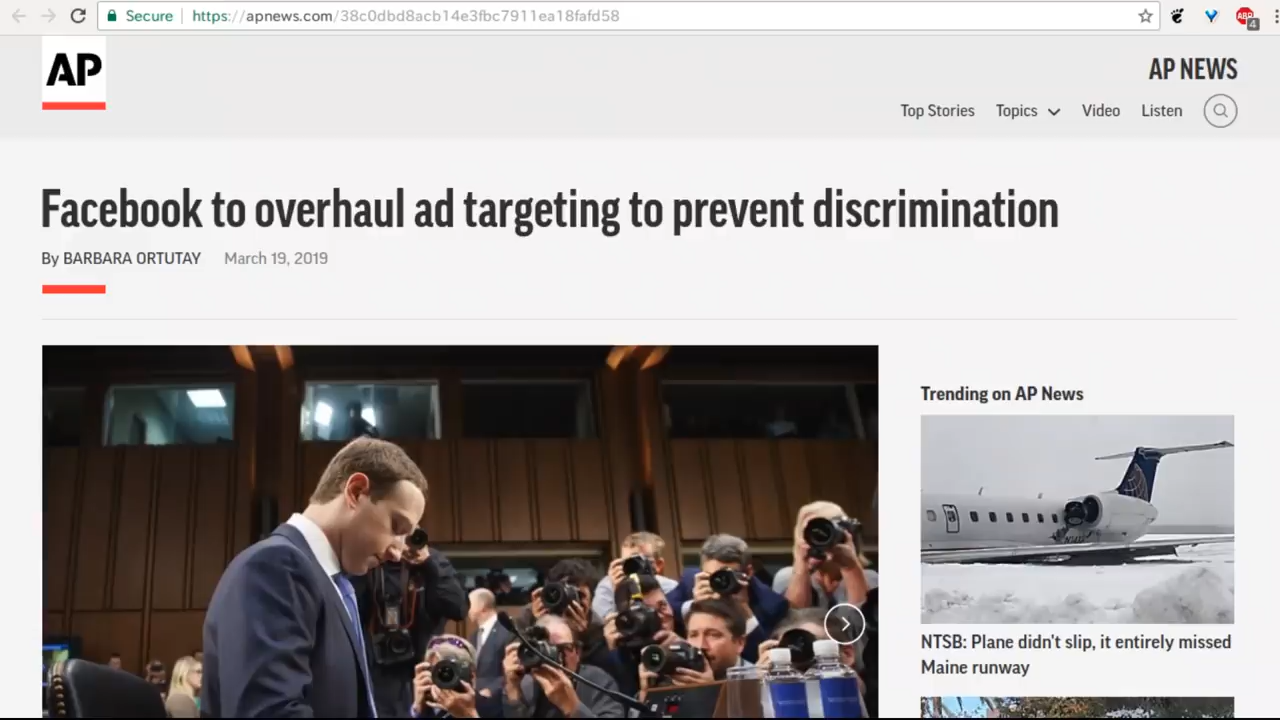 Secure
https://apnews.com/38c0dbd8acb14e3fbc7911ea18fafd58
ABP
4
AP
AP NEWS
Top Stories
Topics
Video
Listen
Facebook to overhaul ad targeting to prevent discrimination
By BARBARA ORTUTAY
March 19, 2019
Trending on AP News
NTSB: Plane didn't slip, it entirely missed
Maine runway